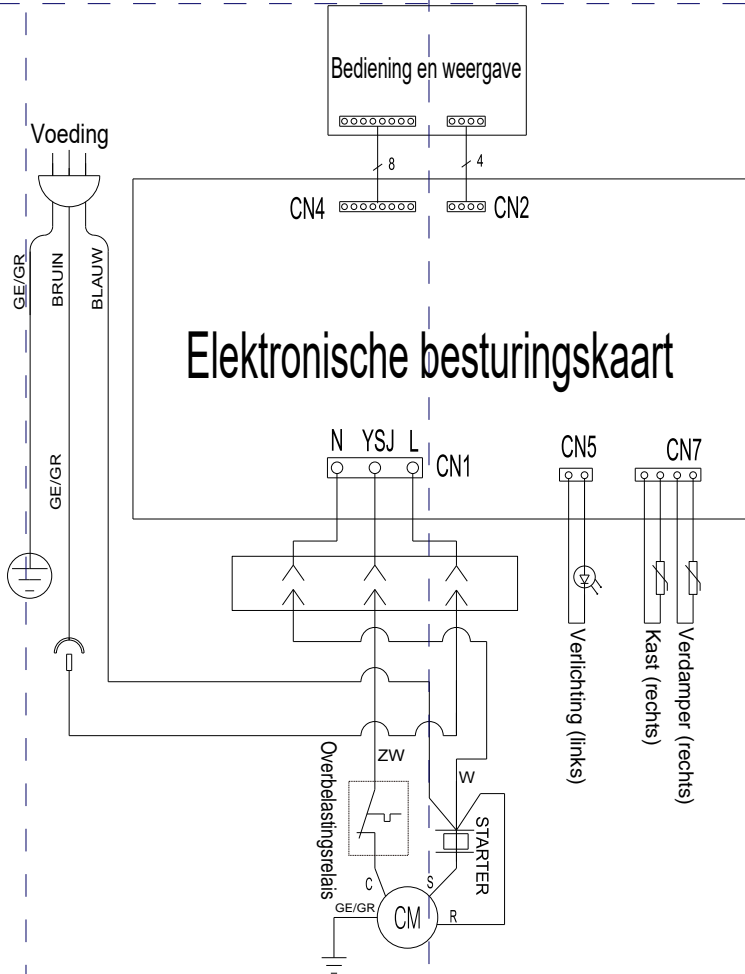 Bediening en weergave
Voeding
8
4
CN4
CN2
GE/GR
BRUIN
BLAUW
Elektronische besturingskaart
N YSJ L
CN1
CN5
CN7
GE/GR
Verlichting (links)
Kast (rechts)
Verdamper (rechts)
ZW
W
Overbelastingsrelais
STARTER
C
S
GE/GR
CM
R